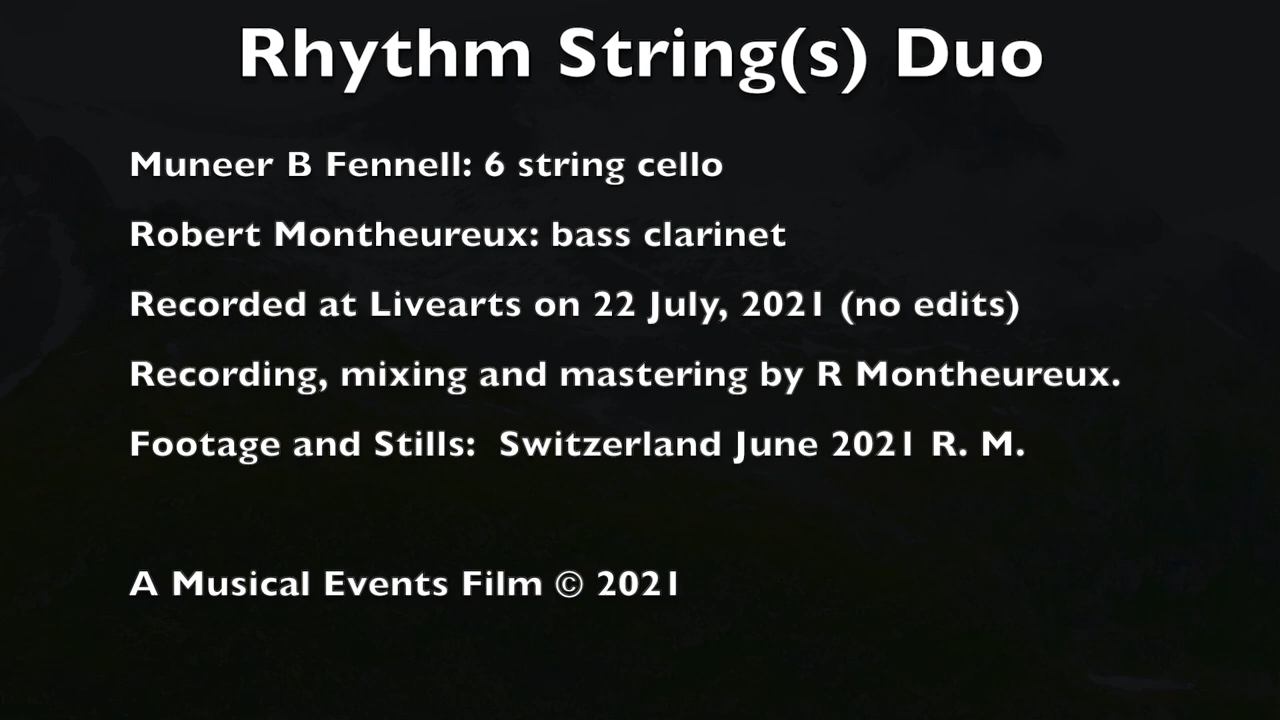 Rhythm String(s) Duo
Muneer B Fennell: 6 string cello
Robert Montheureux: bass clarinet
Recorded at Livearts on 22 July, 2021 (no edits)
Recording, mixing and mastering by R Montheureux.
Footage and Stills:  Switzerland June 2021 R. M.
A Musical Events Film © 2021